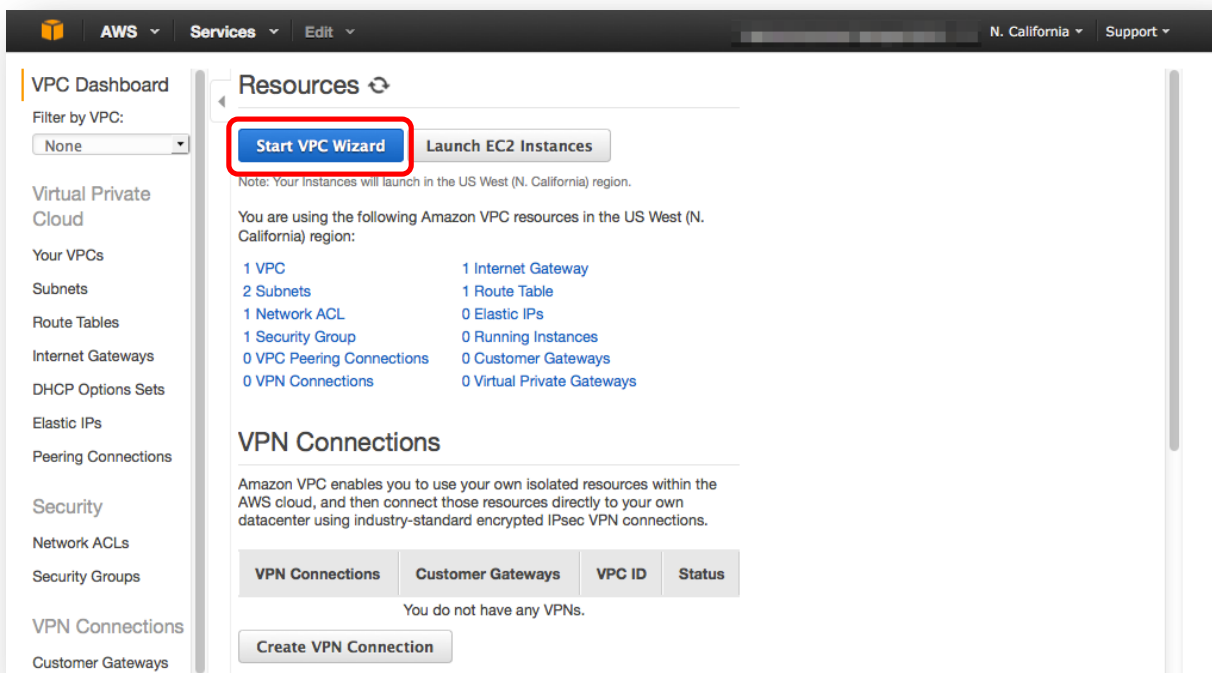 AWS Services Edit N. California Support
VPC Dashboard
Filter by VPC:
None
Virtual Private
Cloud
Your VPCs
Subnets
Route Tables
Internet Gateways
DHCP Options Sets
Elastic IPs
Peering Connections
Security
Network ACLs
Security Groups
VPN Connections
Customer Gateways
Resources
Start VPC Wizard Launch EC2 Instances
Note: Your Instances will launch in the US West (N. California) region.
You are using the following Amazon VPC resources in the US West (N.
California) region:
1 VPC 1 Internet Gateway
2 Subnets 1 Route Table
1 Network ACL 0 Elastic IPs
1 Security Group 0 Running Instances
0 VPC Peering Connections 0 Customer Gateways
0 VPN Connections 0 Virtual Private Gateways
VPN Connections
Amazon VPC enables you to use your own isolated resources within the
AWS cloud, and then connect those resources directly to your own
datacenter using industry-standard encrypted IPsec VPN connections.
VPN Connections Customer Gateways VPC ID Status
You do not have any VPNs.
Create VPN Connection